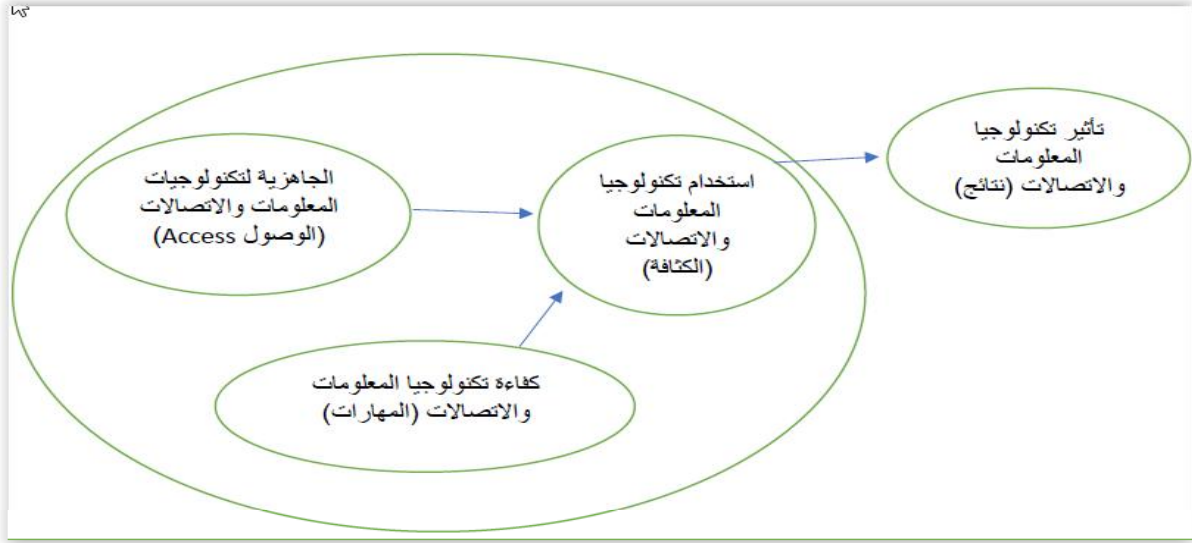 تأثير تكنولوجيا
المعلومات
والاتصالات (نتائج)
استخدام تكنولوجيا
المعلومات
والاتصالات
(الكثافة)
الجاهزية لتكنولوجيات
المعلومات والاتصالات
(الوصول Access)
كفاءة تكنولوجيا المعلومات
والاتصالات (المهارات)